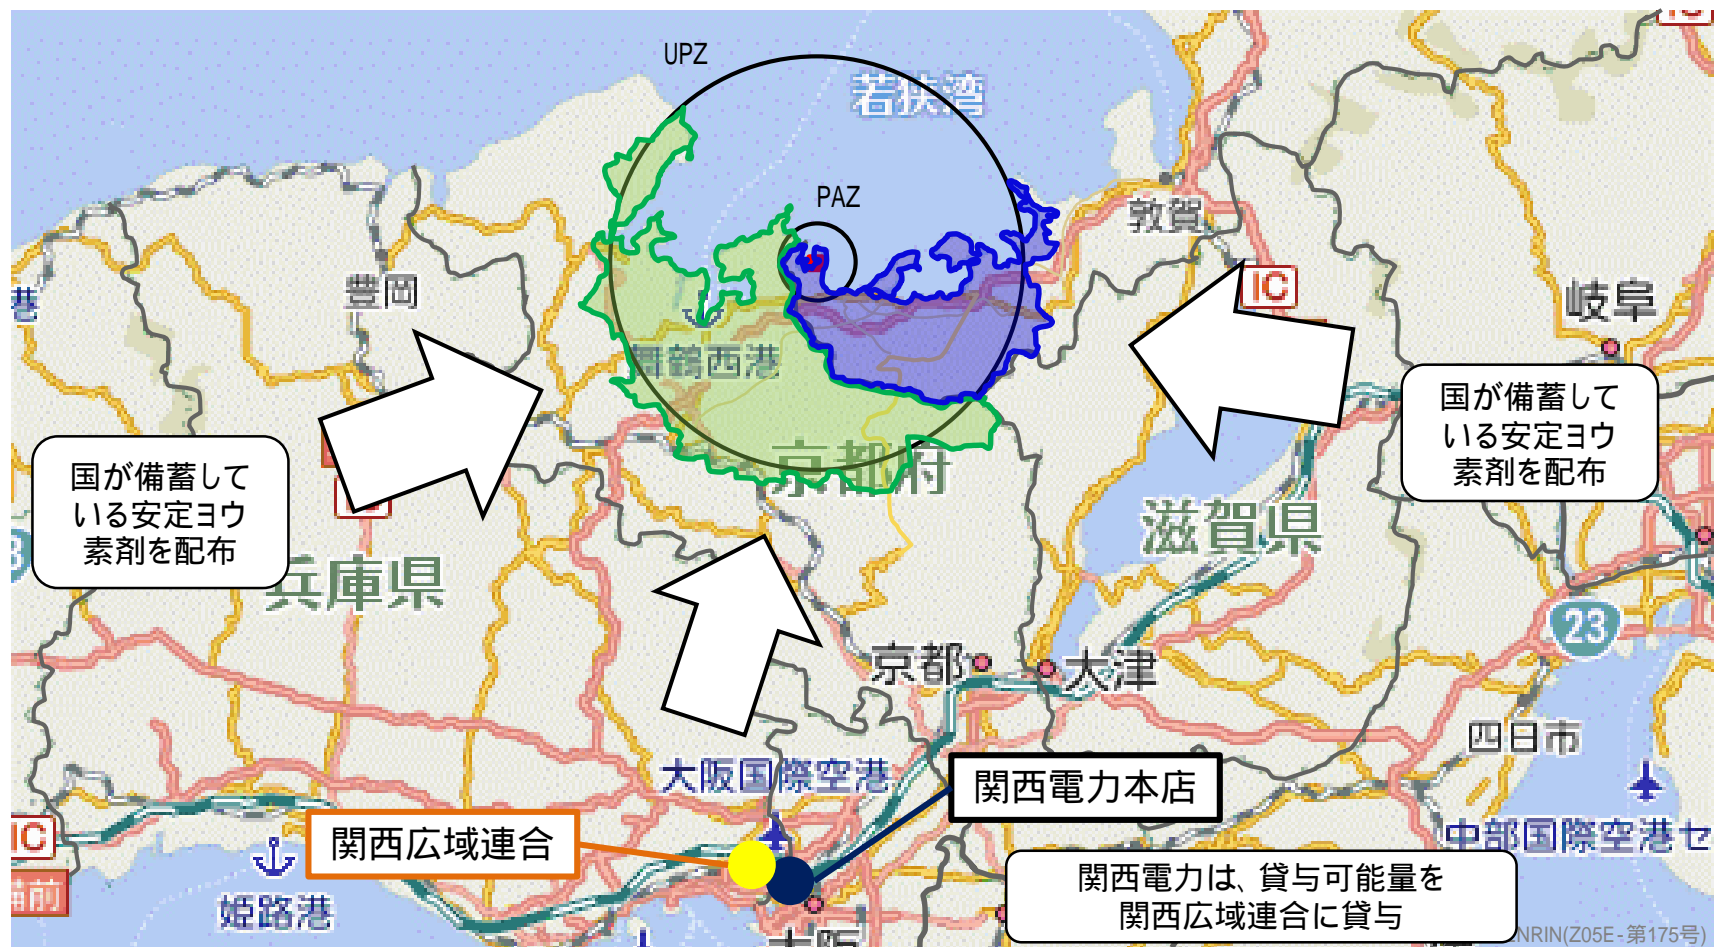 UPZ
若狭湾
PAZ
敦賀
IC
豊岡
港
岐阜
舞鶴西港
国が備蓄して
いる安定ヨウ
素剤を配布
国が備蓄して
いる安定ヨウ
素剤を配布
京都府
滋賀県
兵庫県
23
京都
大津
四日市
大阪国際空港
関西電力本店
関西広域連合
IC
備前
姫路港
中部国際空港セ
関西電力は、貸与可能量を
関西広域連合に貸与
大阪
NRIN(Z05E-第175号)